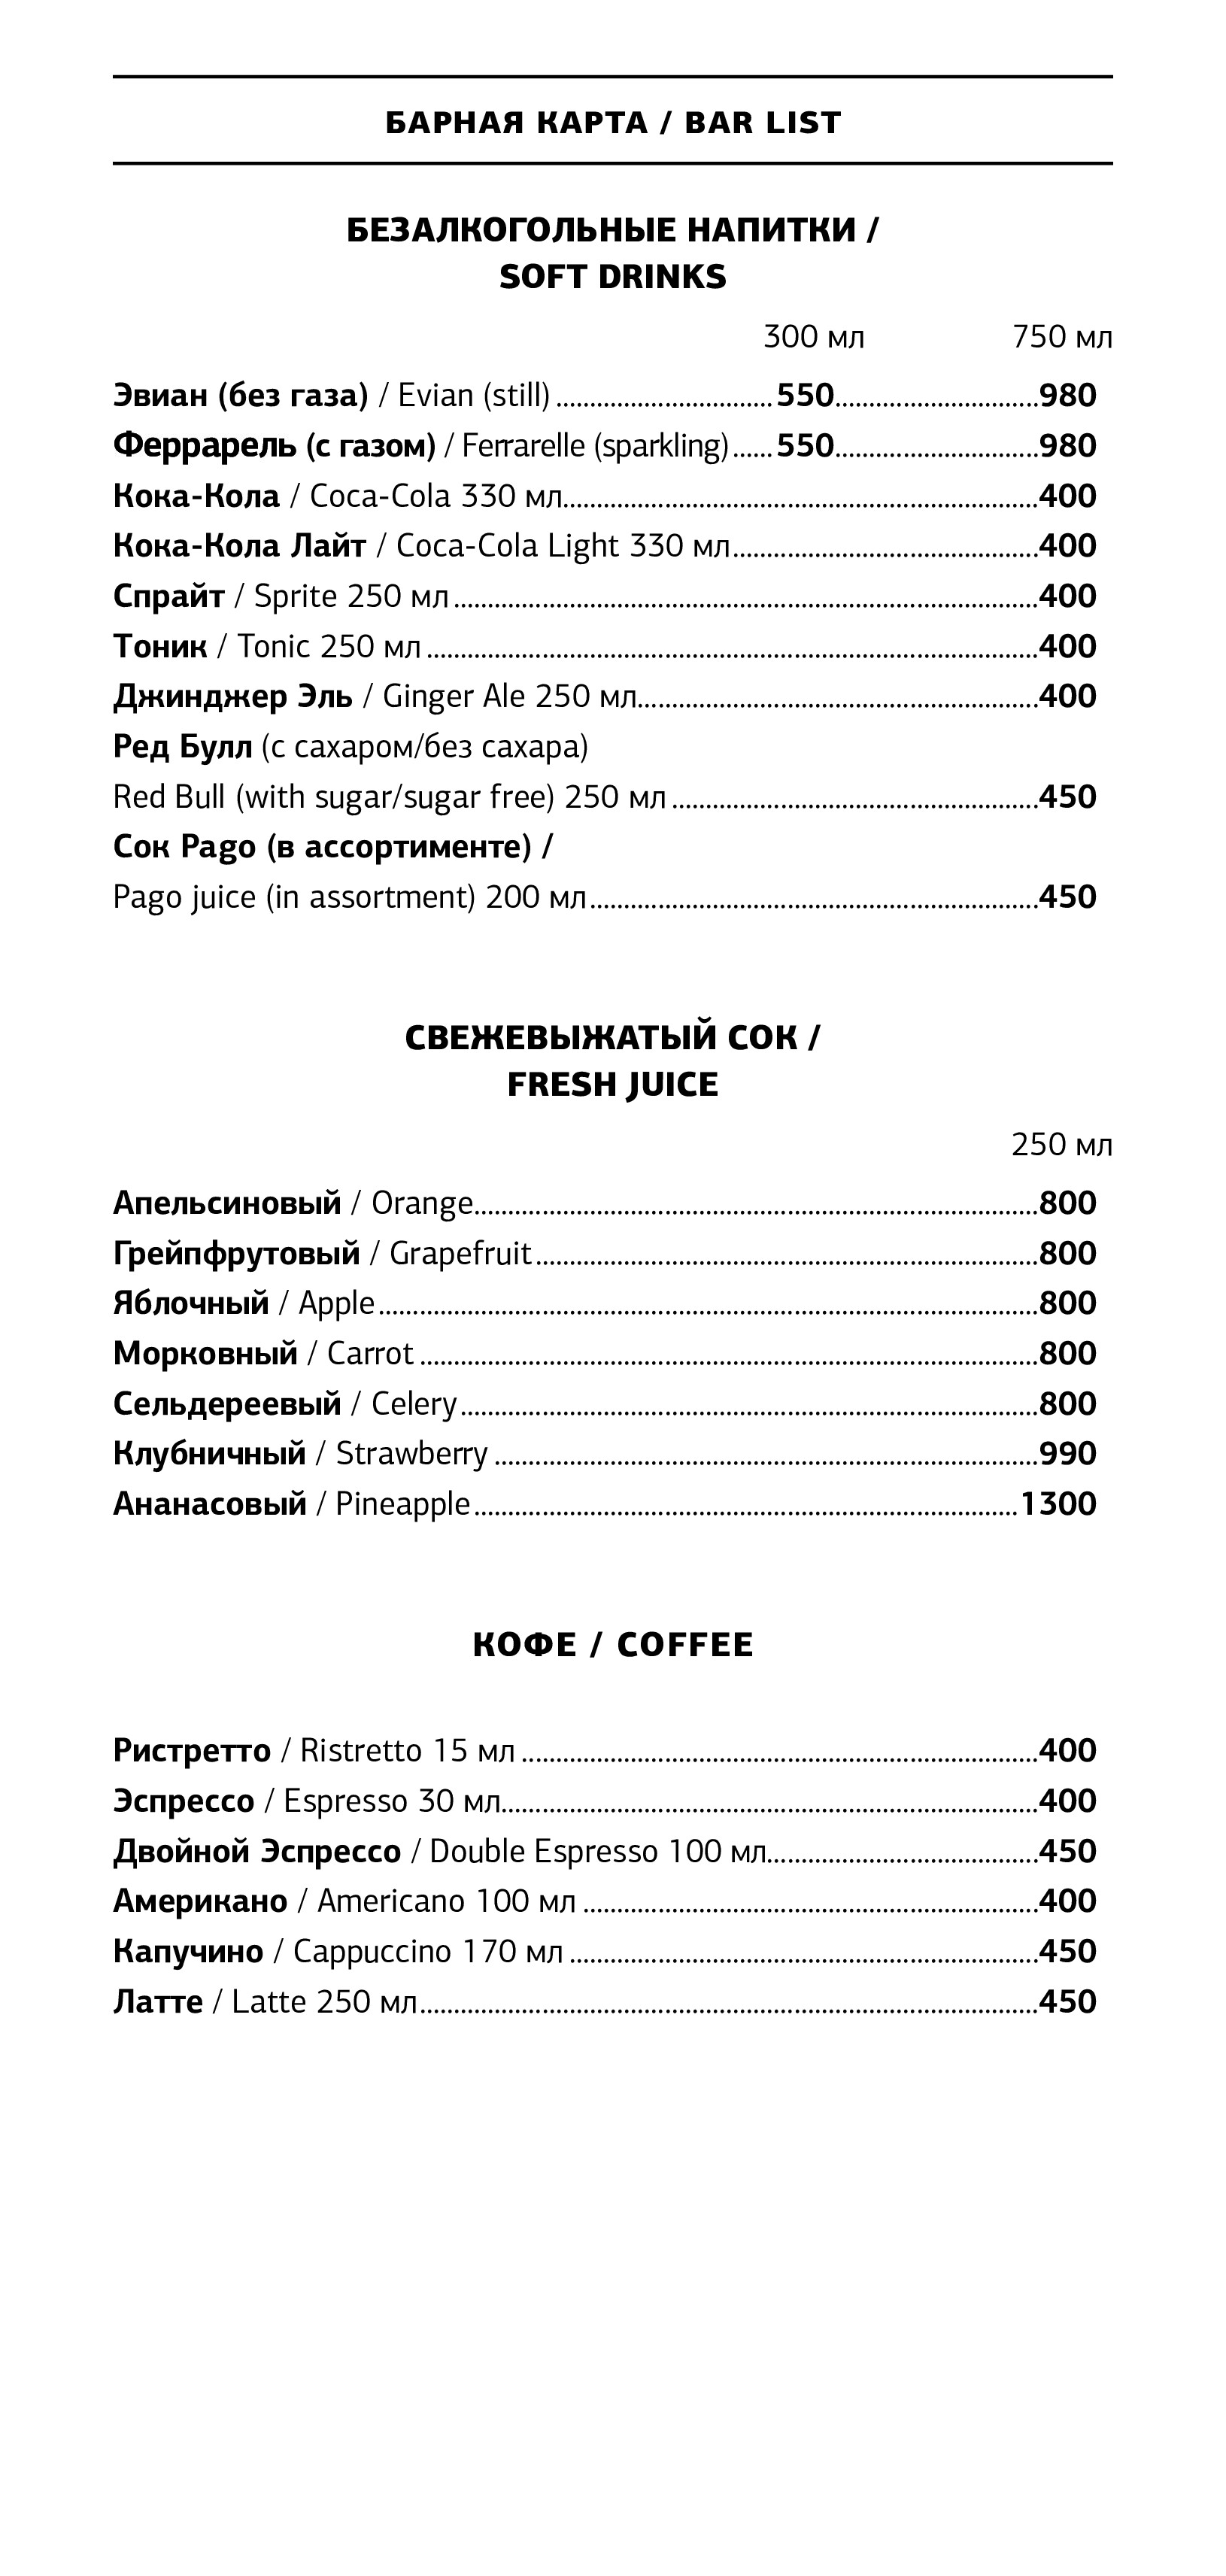 БАРНАЯ КАРТА / BAR LIST
БЕЗАЛКОГОЛЬНЫЕ НАПИТКИ /
SOFT DRINKS
300 мл 750 мл
Эвиан (без газа) / Evian (still) 550 980
Феррарель (с газом) / Ferrarelle (sparkling) 550 980
Кока-Кола / Coca-Cola 330 мл 400
Кока-Кола Лайт / Coca-Cola Light 330 мл 400
Спрайт / Sprite 250 мл 400
Тоник / Tonic 250 мл 400
Джинджер Эль / Ginger Ale 250 мл 400
Ред Булл (с сахаром/без сахара)
Red Bull (with sugar/sugar free) 250 мл 450
Сок Pago (в ассортименте) /
Pago juice (in assortment) 200 мл 450
СВЕЖЕВЫЖАТЫЙ СОК /
FRESH JUICE
250 мл
Апельсиновый / Orange 800
Грейпфрутовый / Grapefruit 800
Яблочный / Apple 800
Морковный / Carrot 800
Сельдереевый / Celery 800
Клубничный / Strawberry 990
Ананасовый / Pineapple 1300
КОФЕ / COFFEE
Ристретто / Ristretto 15 мл 400
Эспрессо / Espresso 30 мл 400
Двойной Эспрессо / Double Espresso 100 мл 450
Американо / Americano 100 мл 400
Капучино / Cappuccino 170 мл 450
Латте / Latte 250 мл 450